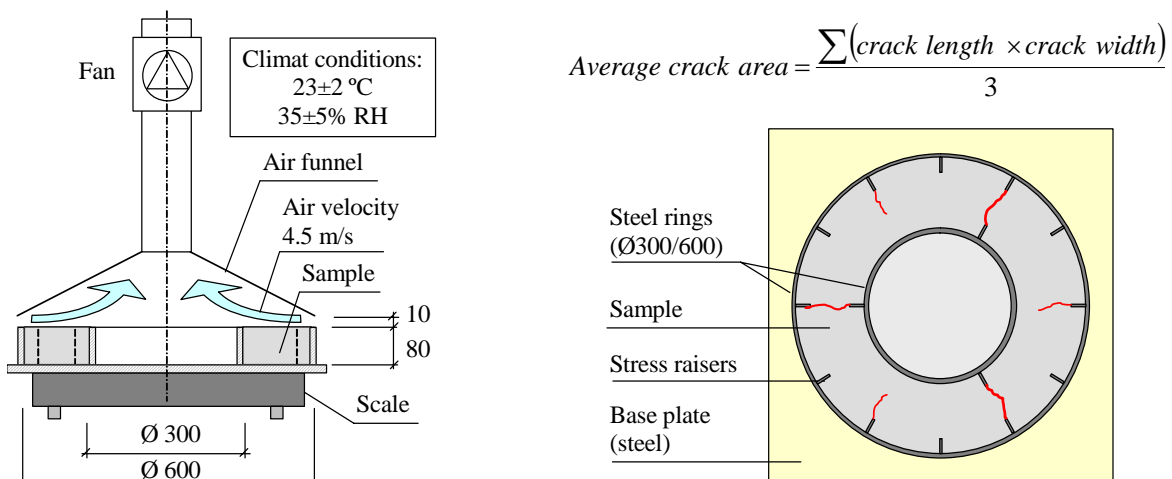 Fan
Climat conditions:
23±2 ºC
35±5% RH
Air funnel
Air velocity
4.5 m/s
Sample
10
80
Scale
Ø 300
Ø 600
Average crack area = ∑(crack length × crack width) / 3
Steel rings
(Ø300/600)
Sample
Stress raisers
Base plate
(steel)